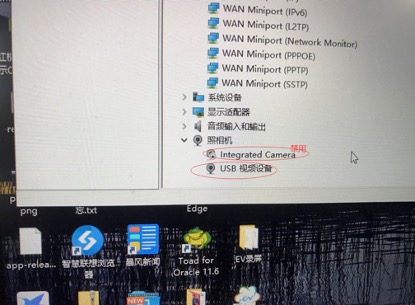 WAN Miniport (IPv6)
WAN Miniport (L2TP)
WAN Miniport (Network Monitor)
WAN Miniport (PPPOE)
WAN Miniport (PPTP)
WAN Miniport (SSTP)
系统设备
显示适配器
音频输入和输出
照相机
禁用
Integrated Camera
USB 视频设备
png
忘.txt
Edge
app-relea...
智慧联想浏览
器
暴风新闻
Toad for
Oracle 11.6
EV录屏
NEW